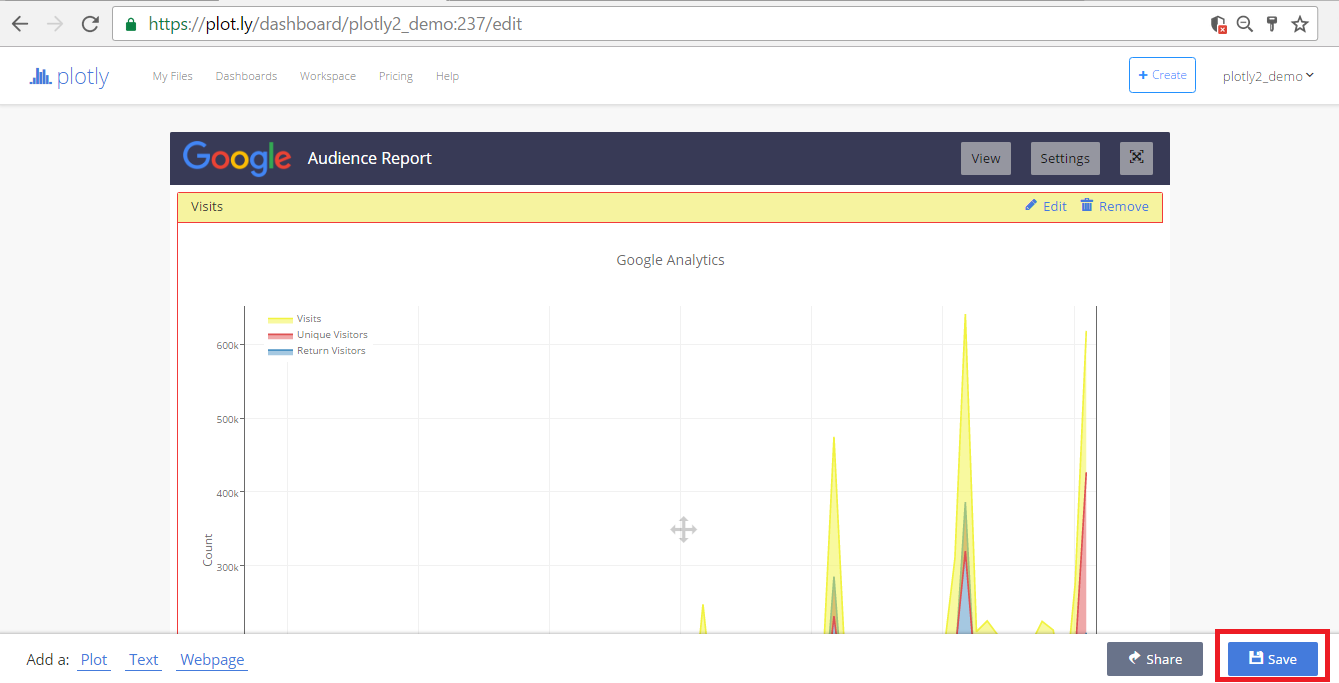 https://plot.ly/dashboard/plotly2_demo:237/edit
plotly My Files Dashboards Workspace Pricing Help + Create plotly2_demo
Google Audience Report View Settings
Visits Edit Remove
Google Analytics
Visits
Unique Visitors
Return Visitors
600k
500k
400k
300k
Count
Add a: Plot Text Webpage Share Save